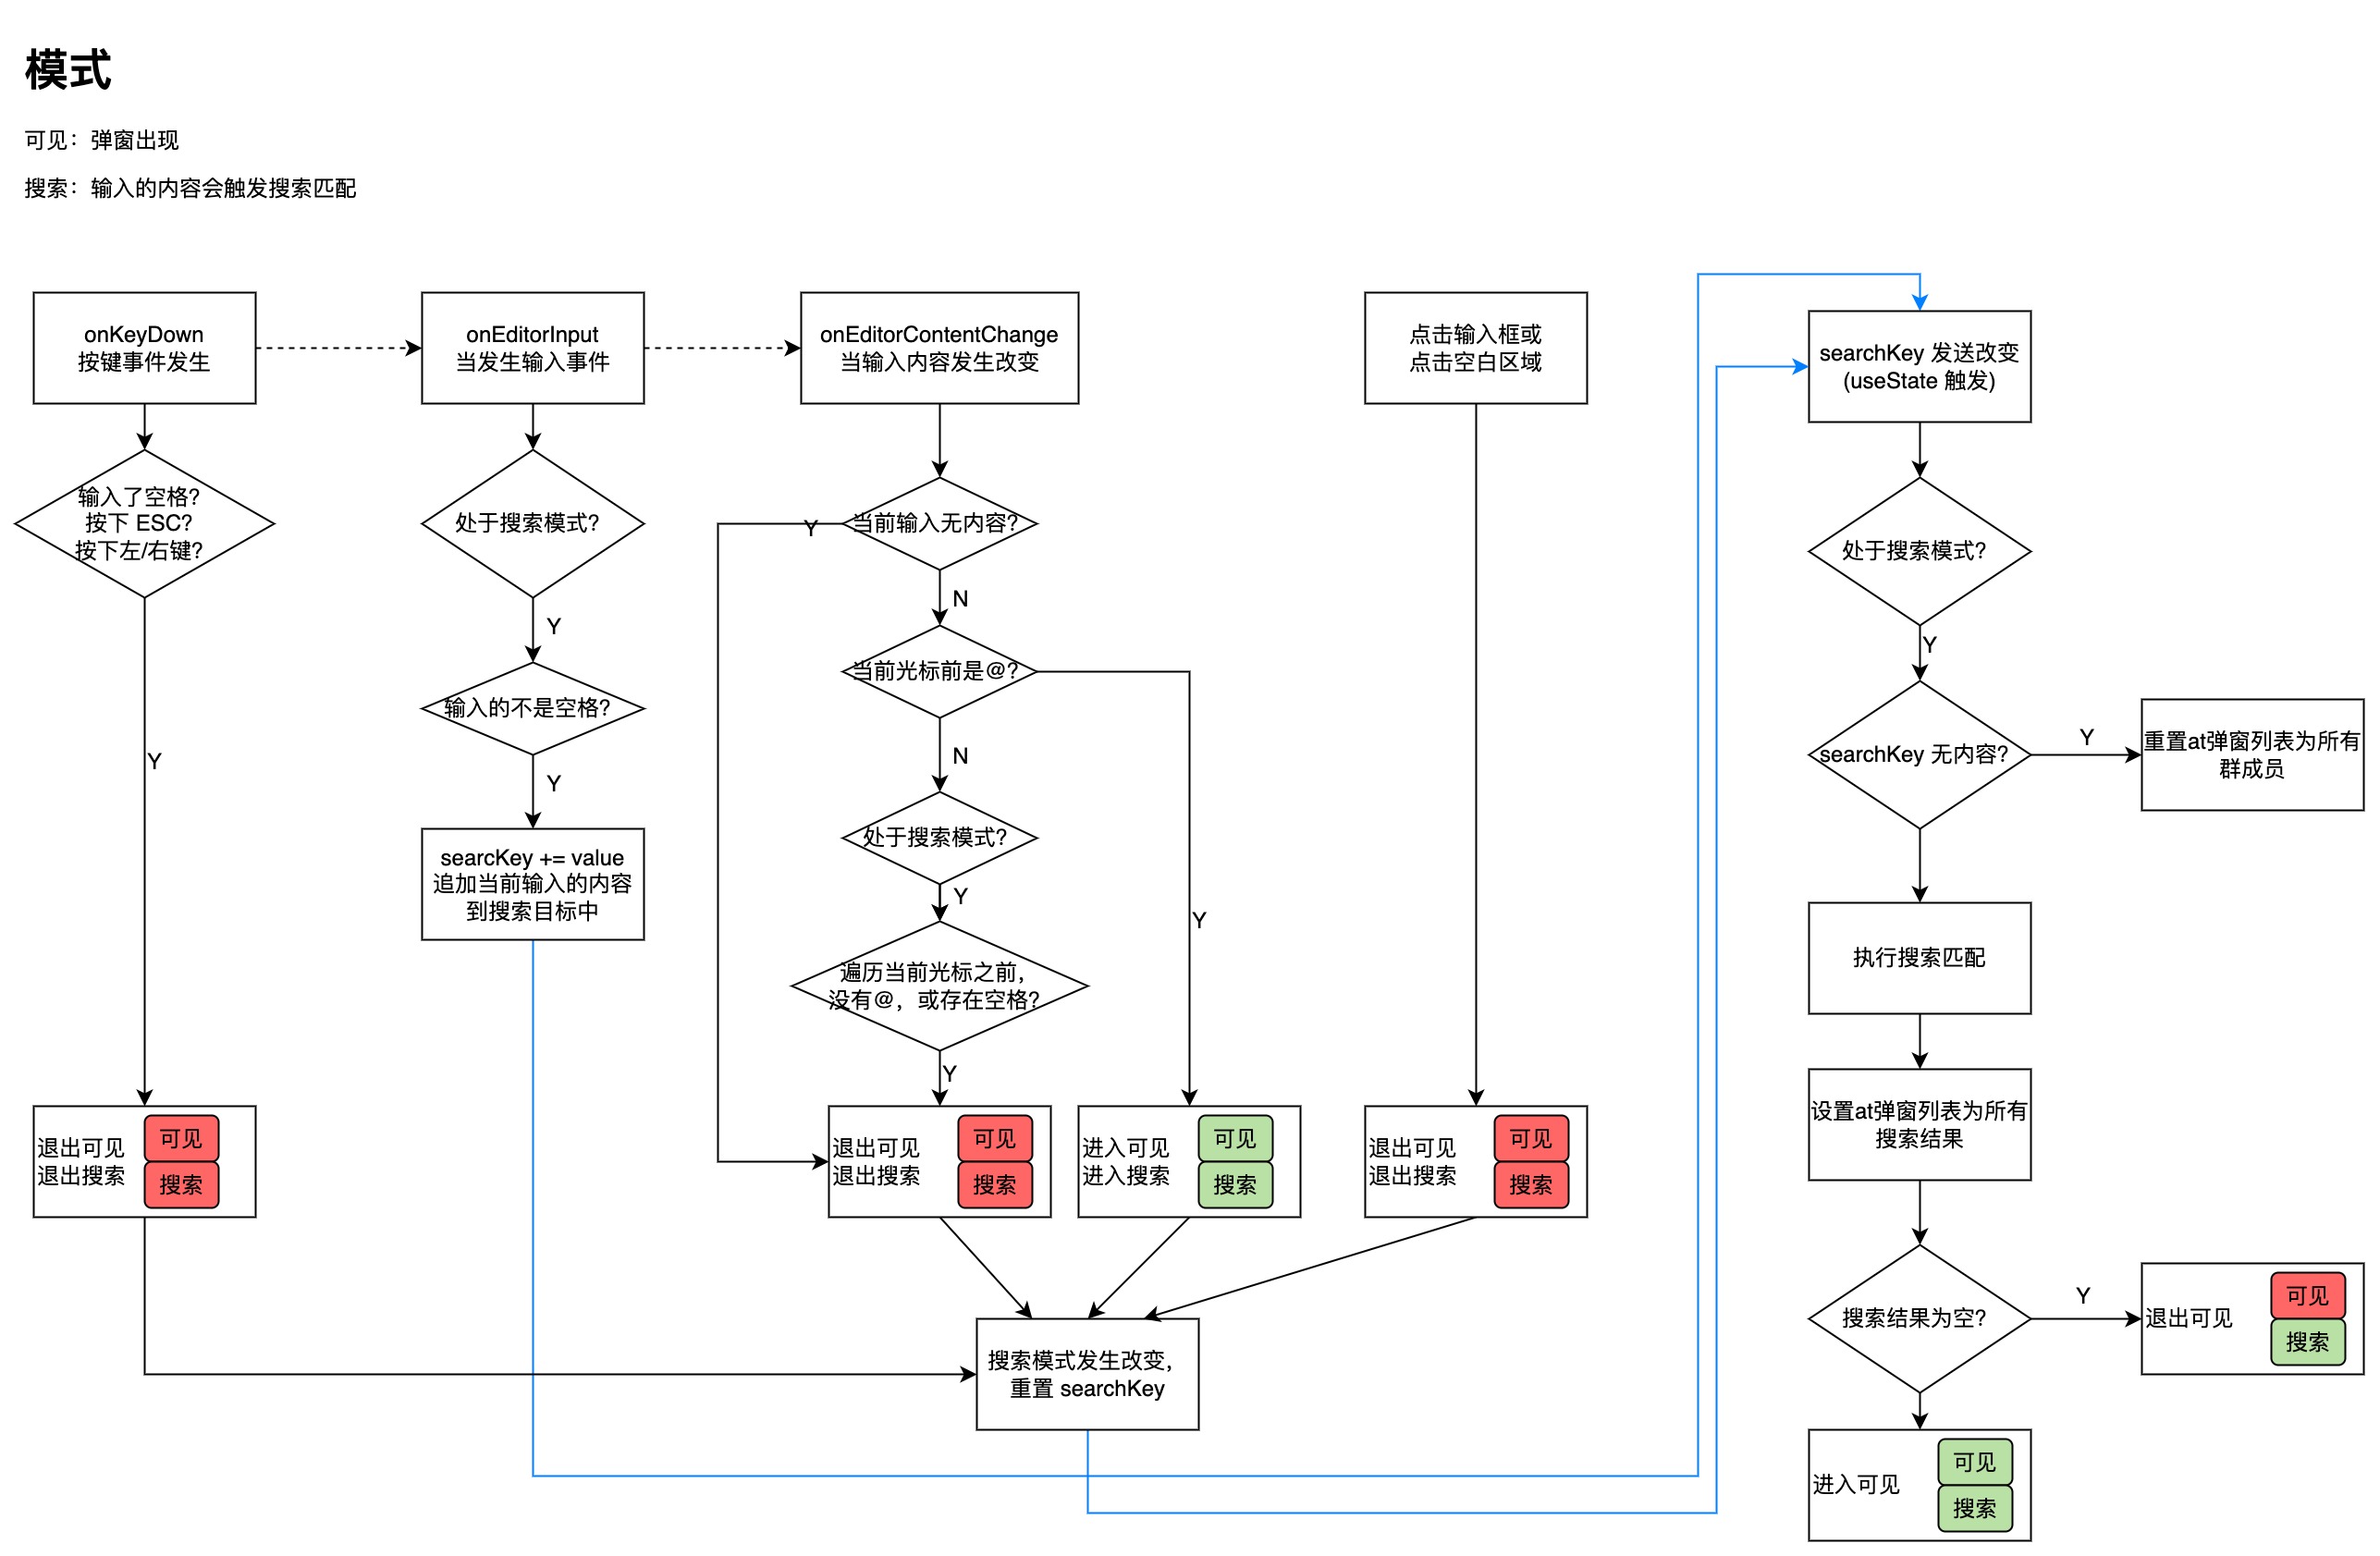 模式
可见：弹窗出现
搜索：输入的内容会触发搜索匹配
onKeyDown
按键事件发生
输入了空格？
按下 ESC？
按下左/右键？
Y
退出可见
退出搜索
可见
搜索
onEditorInput
当发生输入事件
处于搜索模式？
Y
输入的不是空格？
Y
searcKey += value
追加当前输入的内容
到搜索目标中
onEditorContentChange
当输入内容发生改变
当前输入无内容？
Y
N
当前光标前是@？
Y
N
处于搜索模式？
Y
遍历当前光标之前，
没有@，或存在空格？
Y
退出可见
退出搜索
可见
搜索
进入可见
进入搜索
可见
搜索
点击输入框或
点击空白区域
退出可见
退出搜索
可见
搜索
搜索模式发生改变，
重置 searchKey
searchKey 发送改变
(useState 触发)
处于搜索模式？
Y
searchKey 无内容？
Y
重置at弹窗列表为所有
群成员
执行搜索匹配
设置at弹窗列表为所有
搜索结果
搜索结果为空？
Y
退出可见
可见
搜索
进入可见
可见
搜索